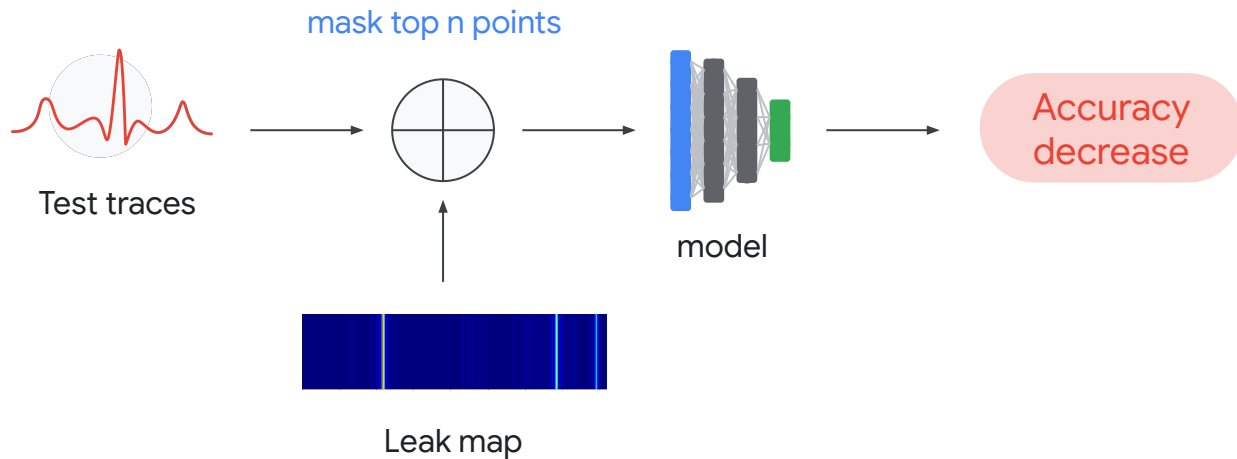 mask top n points
Test traces
model
Accuracy
decrease
Leak map